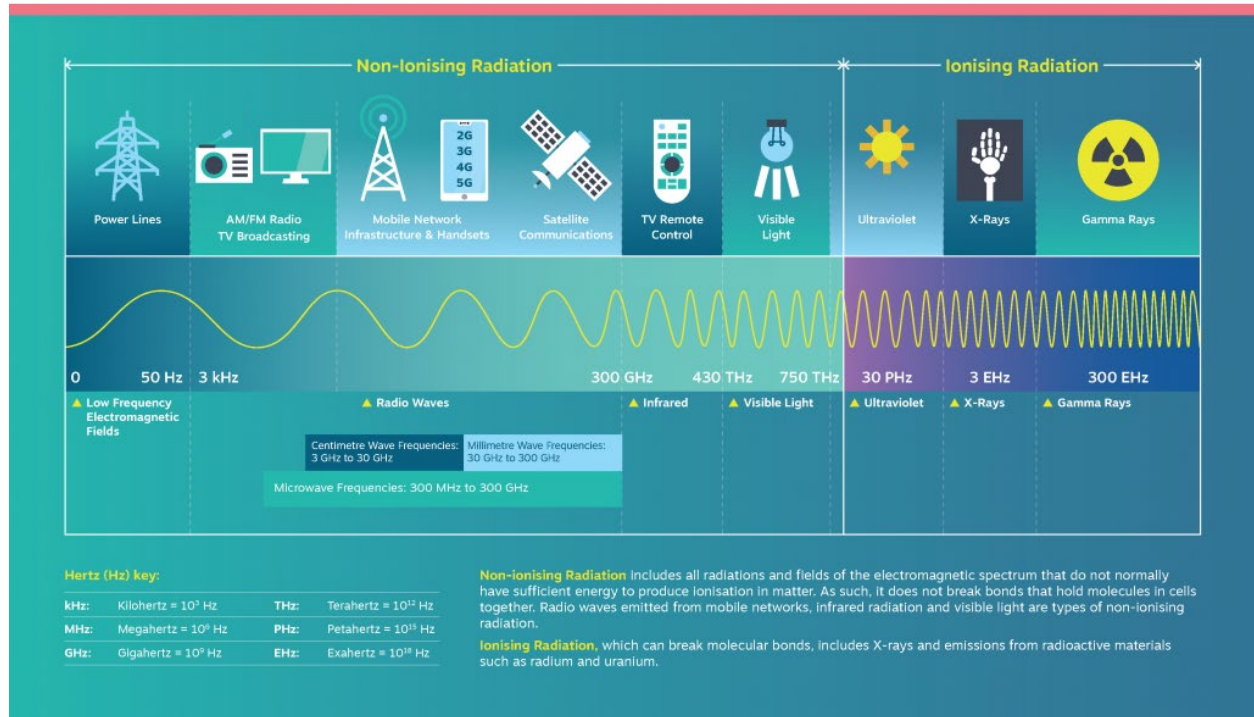 Non-Ionising Radiation
Ionising Radiation
2G
3G
4G
5G
Power Lines
AM/FM Radio
TV Broadcasting
Mobile Network
Infrastructure & Handsets
Satellite
Communications
TV Remote
Control
Visible
Light
Ultraviolet
X-Rays
Gamma Rays
0
50 Hz
3 kHz
300 GHz
430 THz
750 THz
30 PHz
3 EHz
300 EHz
Low Frequency
Electromagnetic
Fields
Radio Waves
Infrared
Visible Light
Ultraviolet
X-Rays
Gamma Rays
Centimetre Wave Frequencies:
3 GHz to 30 GHz
Millimetre Wave Frequencies:
30 GHz to 300 GHz
Microwave Frequencies: 300 MHz to 300 GHz
Hertz (Hz) key:
kHz: Kilohertz = 10³ Hz
THz: Terahertz = 10¹² Hz
MHz: Megahertz = 10⁶ Hz
PHz: Petahertz = 10¹⁵ Hz
GHz: Gigahertz = 10⁹ Hz
EHz: Exahertz = 10¹⁸ Hz
Non-ionising Radiation includes all radiations and fields of the electromagnetic spectrum that do not normally
have sufficient energy to produce ionisation in matter. As such, it does not break bonds that hold molecules in cells
together. Radio waves emitted from mobile networks, infrared radiation and visible light are types of non-ionising
radiation.
Ionising Radiation, which can break molecular bonds, includes X-rays and emissions from radioactive materials
such as radium and uranium.